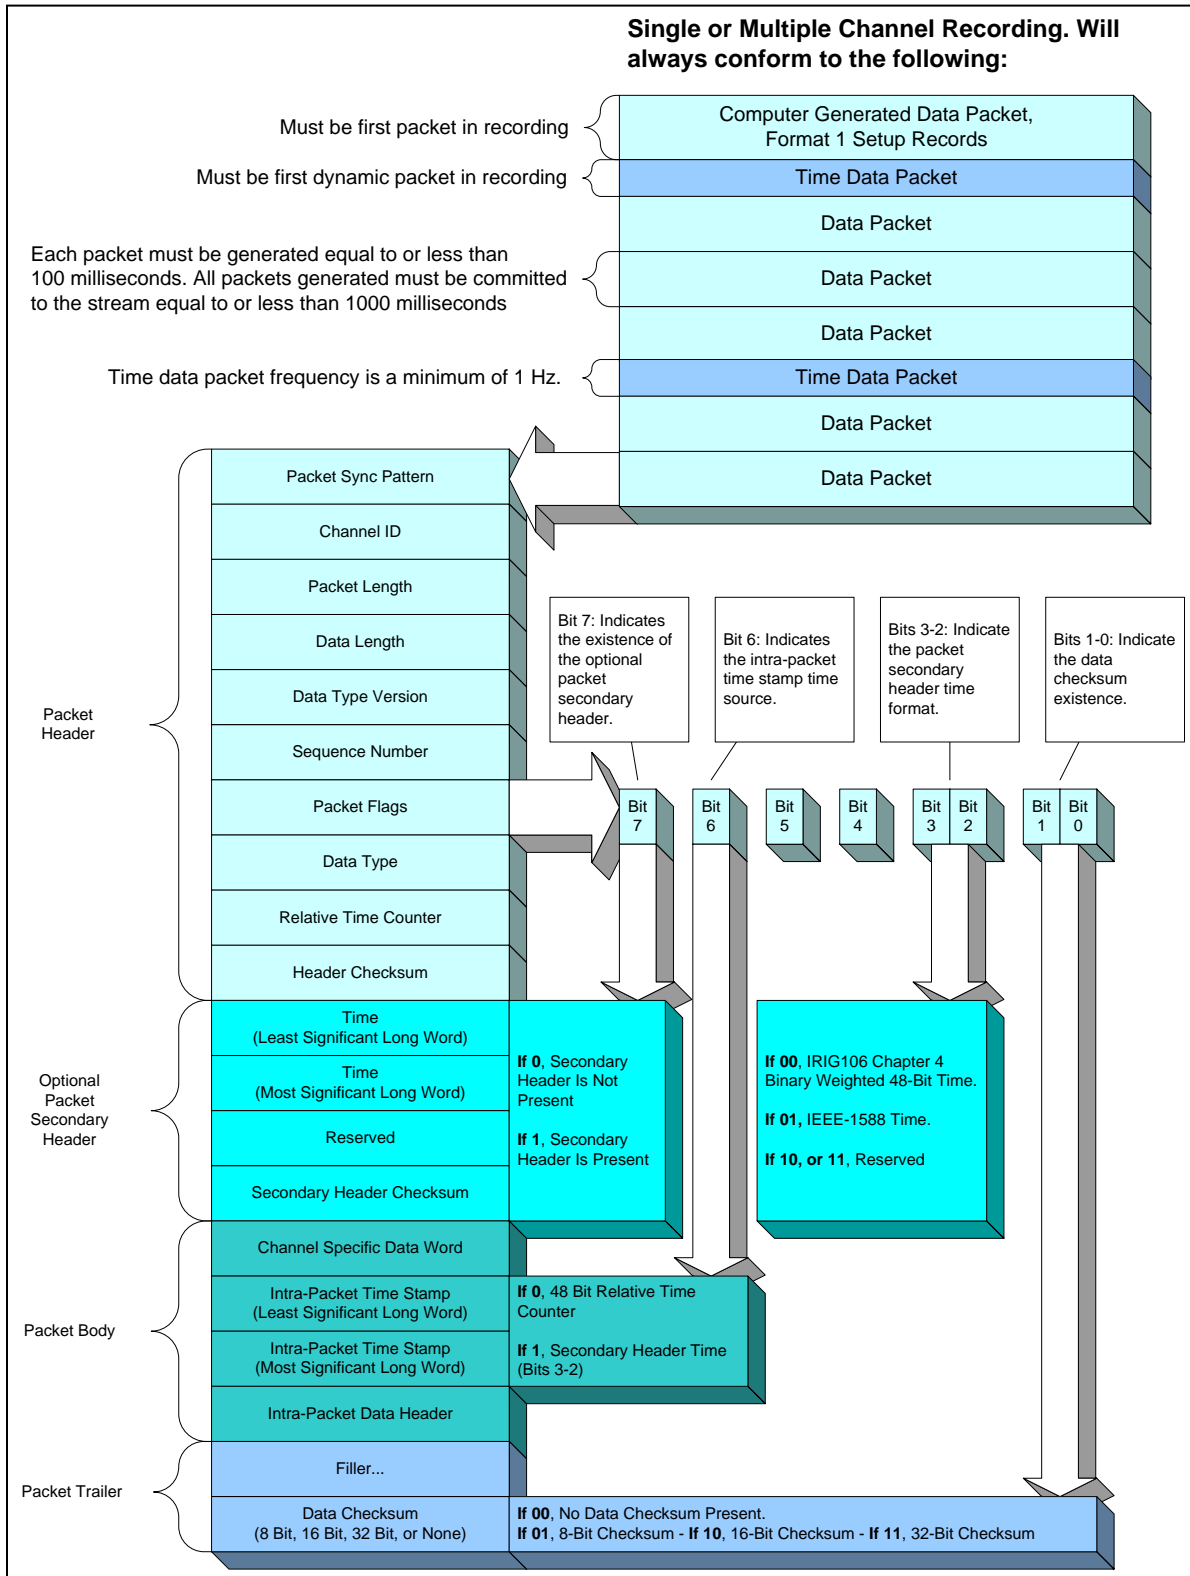 Single or Multiple Channel Recording. Will
always conform to the following:
Must be first packet in recording
Computer Generated Data Packet,
Format 1 Setup Records
Must be first dynamic packet in recording
Time Data Packet
Data Packet
Each packet must be generated equal to or less than
100 milliseconds. All packets generated must be committed
to the stream equal to or less than 1000 milliseconds
Data Packet
Data Packet
Time data packet frequency is a minimum of 1 Hz.
Time Data Packet
Data Packet
Data Packet
Packet
Header
Packet Sync Pattern
Channel ID
Packet Length
Data Length
Data Type Version
Sequence Number
Packet Flags
Data Type
Relative Time Counter
Header Checksum
Bit 7: Indicates
the existence of
the optional
packet
secondary
header.
Bit 6: Indicates
the intra-packet
time stamp time
source.
Bits 3-2: Indicate
the packet
secondary
header time
format.
Bits 1-0: Indicate
the data
checksum
existence.
Bit
7
Bit
6
Bit
5
Bit
4
Bit
3
Bit
2
Bit
1
Bit
0
Optional
Packet
Secondary
Header
Time
(Least Significant Long Word)
Time
(Most Significant Long Word)
Reserved
Secondary Header Checksum
If 0, Secondary
Header Is Not
Present
If 1, Secondary
Header Is Present
If 00, IRIG106 Chapter 4
Binary Weighted 48-Bit Time.
If 01, IEEE-1588 Time.
If 10, or 11, Reserved
Packet Body
Channel Specific Data Word
Intra-Packet Time Stamp
(Least Significant Long Word)
Intra-Packet Time Stamp
(Most Significant Long Word)
Intra-Packet Data Header
If 0, 48 Bit Relative Time
Counter
If 1, Secondary Header Time
(Bits 3-2)
Packet Trailer
Filler...
Data Checksum
(8 Bit, 16 Bit, 32 Bit, or None)
If 00, No Data Checksum Present.
If 01, 8-Bit Checksum - If 10, 16-Bit Checksum - If 11, 32-Bit Checksum